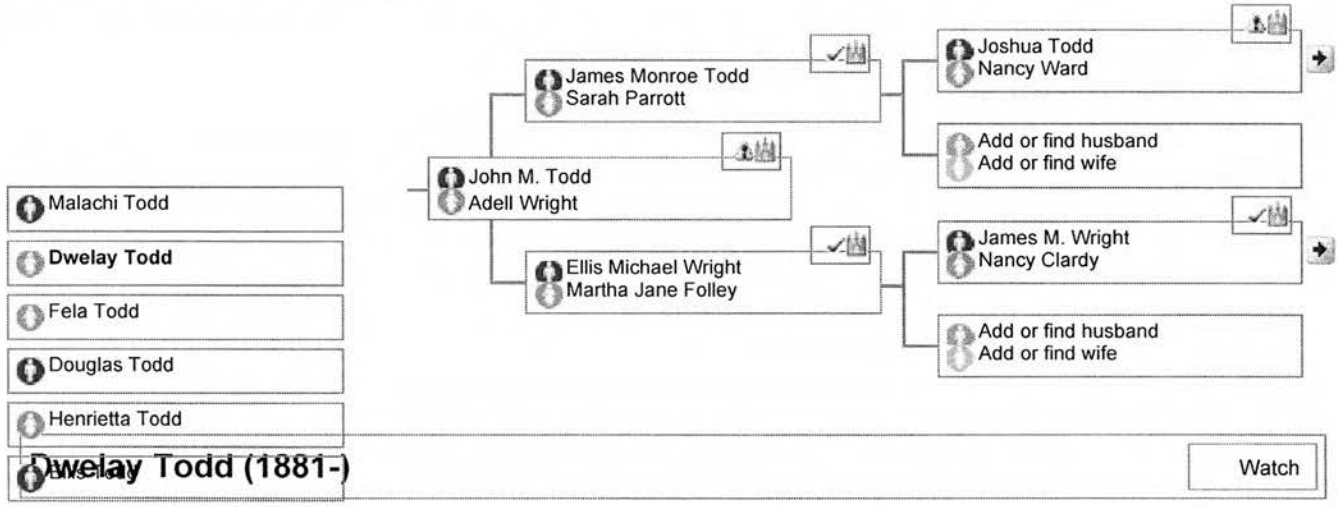 Joshua Todd
Nancy Ward
James Monroe Todd
Sarah Parrott
Add or find husband
Add or find wife
John M. Todd
Adell Wright
Malachi Todd
Dwelay Todd
Fela Todd
Douglas Todd
Henrietta Todd
Ellis Michael Wright
Martha Jane Folley
James M. Wright
Nancy Clardy
Add or find husband
Add or find wife
Dwelay Todd (1881-)
Watch